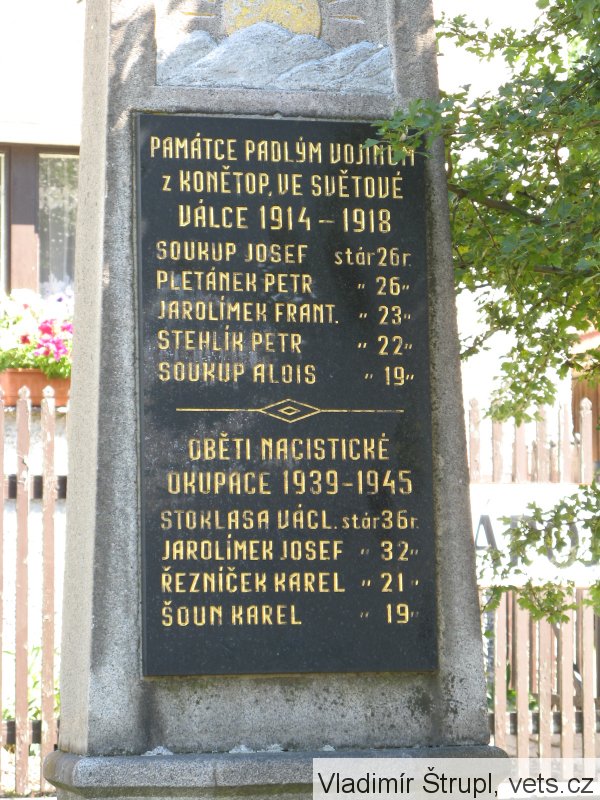 PAMÁTCE PADLÝM VOJÍNŮM
z KONĚTOP, VE SVĚTOVÉ
VÁLCE 1914 – 1918
SOUKUP JOSEF stár 26 r.
PLETÁNEK PETR " 26 "
JAROLÍMEK FRANT. " 23 "
STEHLÍK PETR " 22 "
SOUKUP ALOIS " 19 "
OBĚTI NACISTICKÉ
OKUPACE 1939 - 1945
STOKLASA VÁCL. stár 36 r.
JAROLÍMEK JOSEF " 32 "
ŘEZNÍČEK KAREL " 21 "
ŠOUN KAREL " 19 "
Vladimír Štrupl, vets.cz